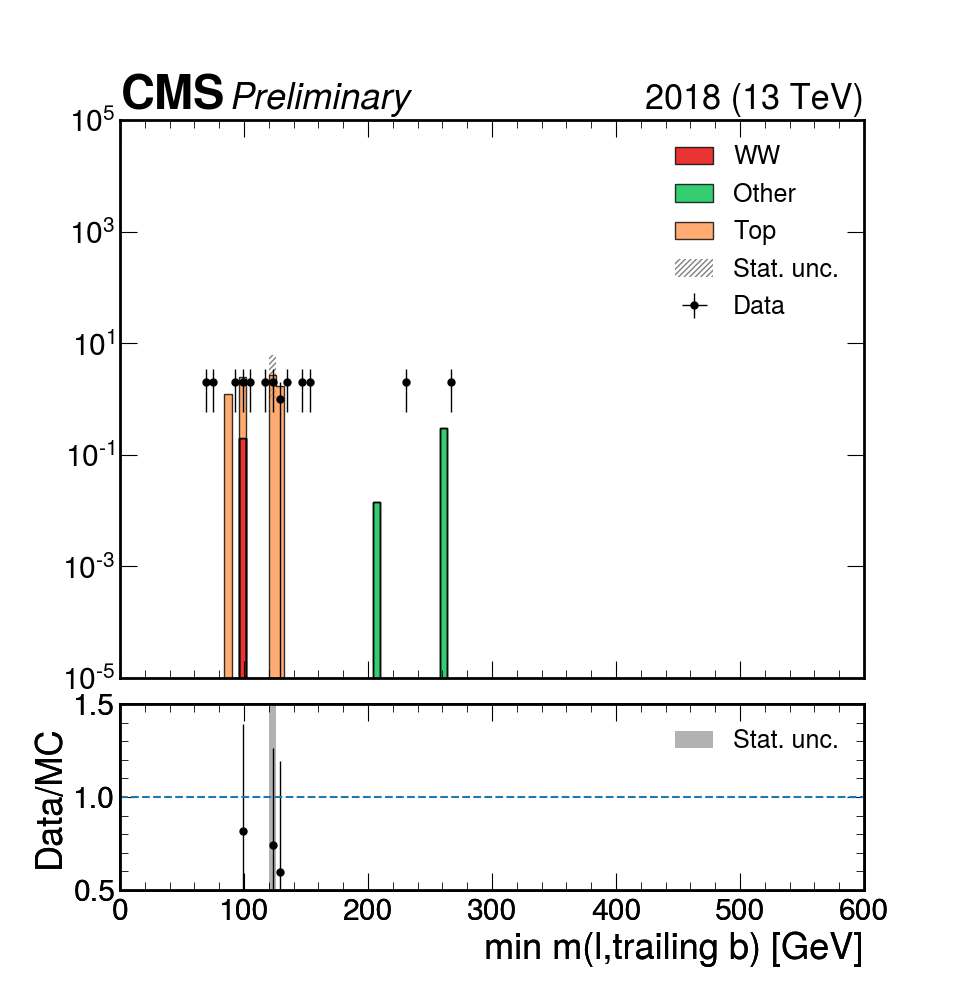 CMS Preliminary 2018 (13 TeV)
10^5
10^3
10^1
10^-1
10^-3
10^-5
WW
Other
Top
Stat. unc.
Data
1.5
1.0
0.5
Data/MC
Stat. unc.
0 100 200 300 400 500 600
min m(l,trailing b) [GeV]